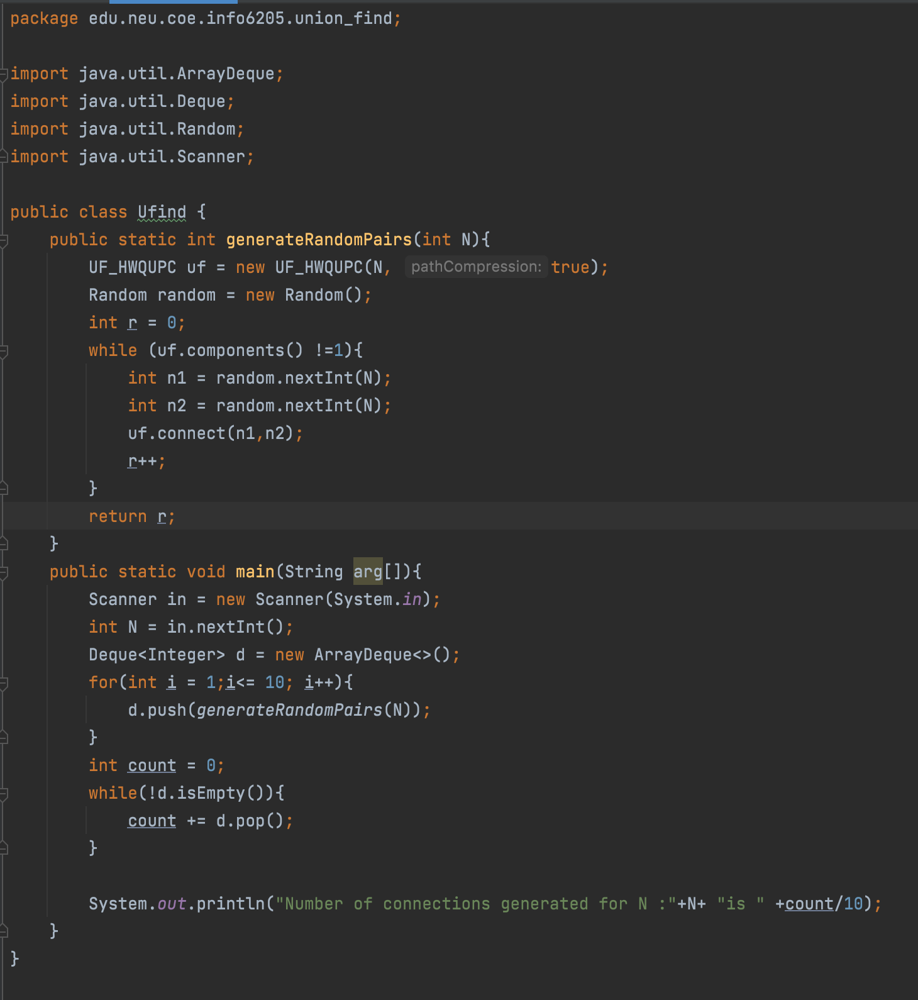 package edu.neu.coe.info6205.union_find;
import java.util.ArrayDeque;
import java.util.Deque;
import java.util.Random;
import java.util.Scanner;
public class Ufind {
    public static int generateRandomPairs(int N){
        UF_HWQUPC uf = new UF_HWQUPC(N, pathCompression: true);
        Random random = new Random();
        int r = 0;
        while (uf.components() !=1){
            int n1 = random.nextInt(N);
            int n2 = random.nextInt(N);
            uf.connect(n1,n2);
            r++;
        }
        return r;
    }
    public static void main(String arg[]){
        Scanner in = new Scanner(System.in);
        int N = in.nextInt();
        Deque<Integer> d = new ArrayDeque<>();
        for(int i = 1;i<= 10; i++){
            d.push(generateRandomPairs(N));
        }
        int count = 0;
        while(!d.isEmpty()){
            count += d.pop();
        }
        System.out.println("Number of connections generated for N :"+N+ "is " +count/10);
    }
}